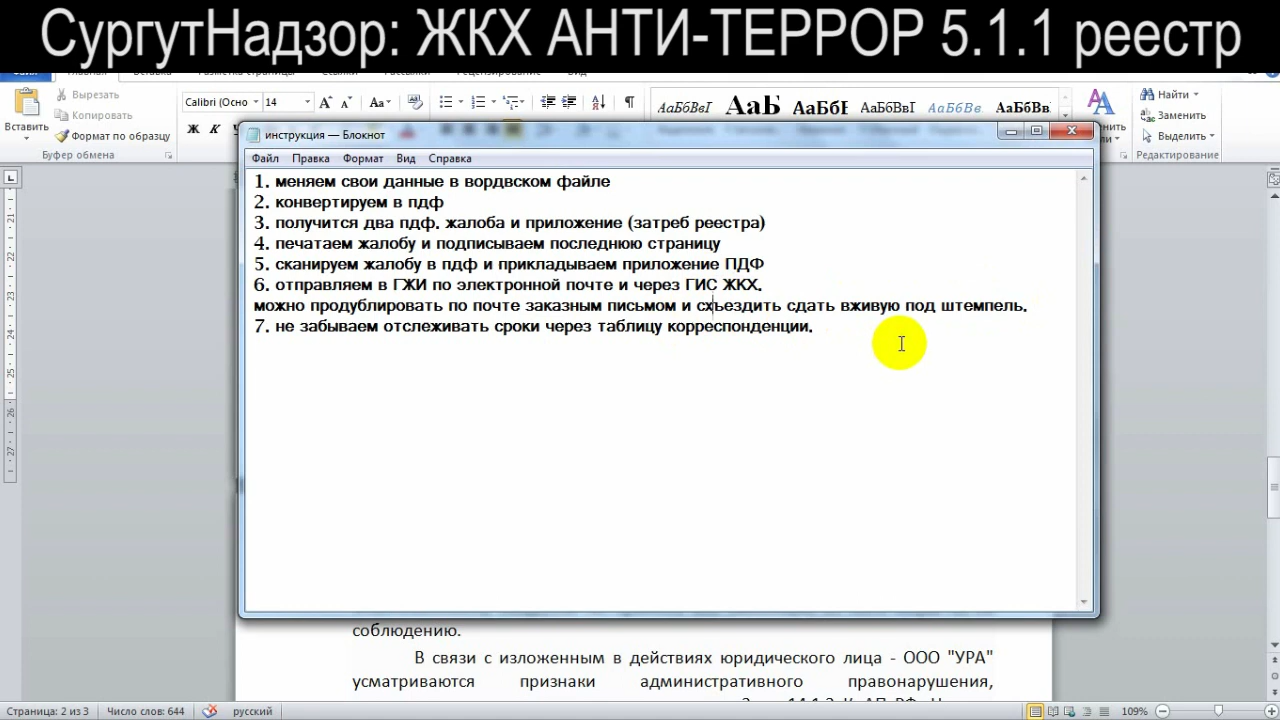 СургутНадзор: ЖКХ АНТИ-ТЕРРОР 5.1.1 реестр
Вставить
Вырезать
Копировать
Формат по образцу
Буфер обмена
Calibri (Осно
14
Aa
Ж К
АаБбВвГ АаБ АаБбБ АаБбВвГ АаБбВв АаБбВв
Найти
Заменить
Выделить
Редактирование
инструкция — Блокнот
Файл Правка Формат Вид Справка
1. меняем свои данные в вордвском файле
2. конвертируем в пдф
3. получится два пдф. жалоба и приложение (затреб реестра)
4. печатаем жалобу и подписываем последнюю страницу
5. сканируем жалобу в пдф и прикладываем приложение ПДФ
6. отправляем в ГЖИ по электронной почте и через ГИС ЖКХ.
можно продублировать по почте заказным письмом и схъездить сдать вживую под штемпель.
7. не забываем отслеживать сроки через таблицу корреспонденции.
соблюдению.
В связи с изложенным в действиях юридического лица - ООО "УРА"
усматриваются признаки административного правонарушения,
Страница: 2 из 3 Число слов: 644 русский 109%